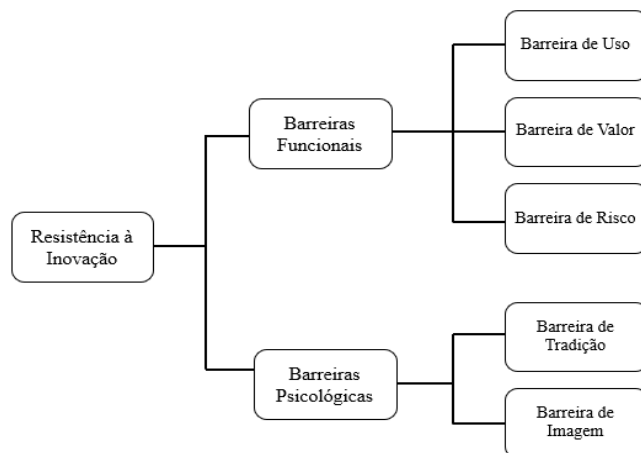 Resistência à
Inovação
Barreiras
Funcionais
Barreira de Uso
Barreira de Valor
Barreira de Risco
Barreiras
Psicológicas
Barreira de
Tradição
Barreira de
Imagem